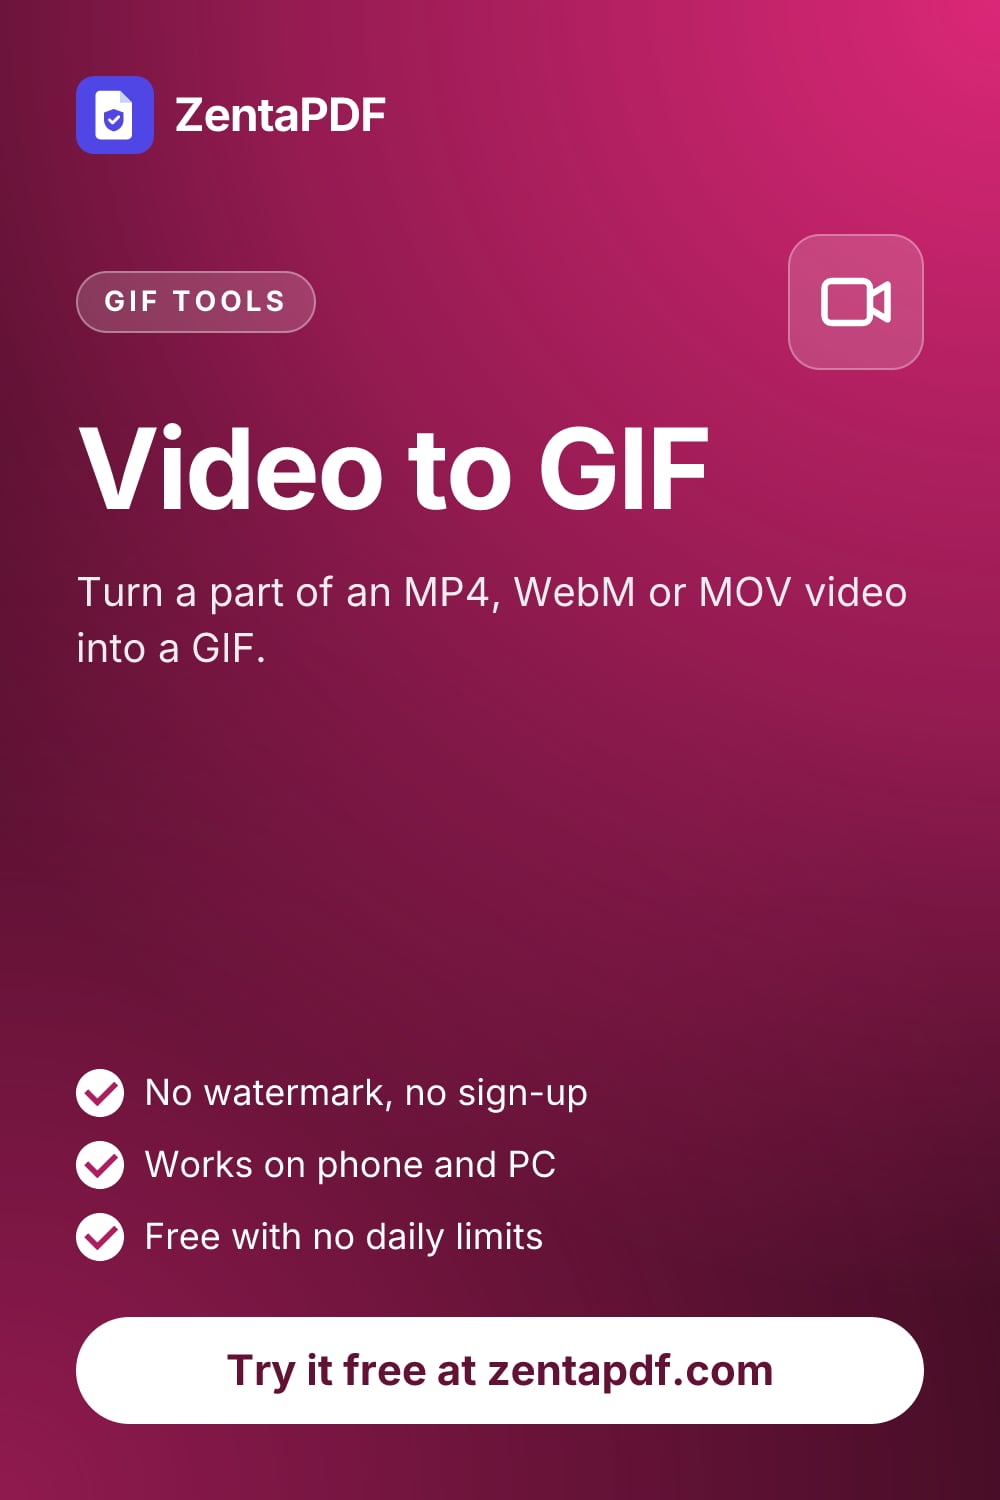 ZentaPDF
GIF TOOLS
Video to GIF
Turn a part of an MP4, WebM or MOV video
into a GIF.
No watermark, no sign-up
Works on phone and PC
Free with no daily limits
Try it free at zentapdf.com